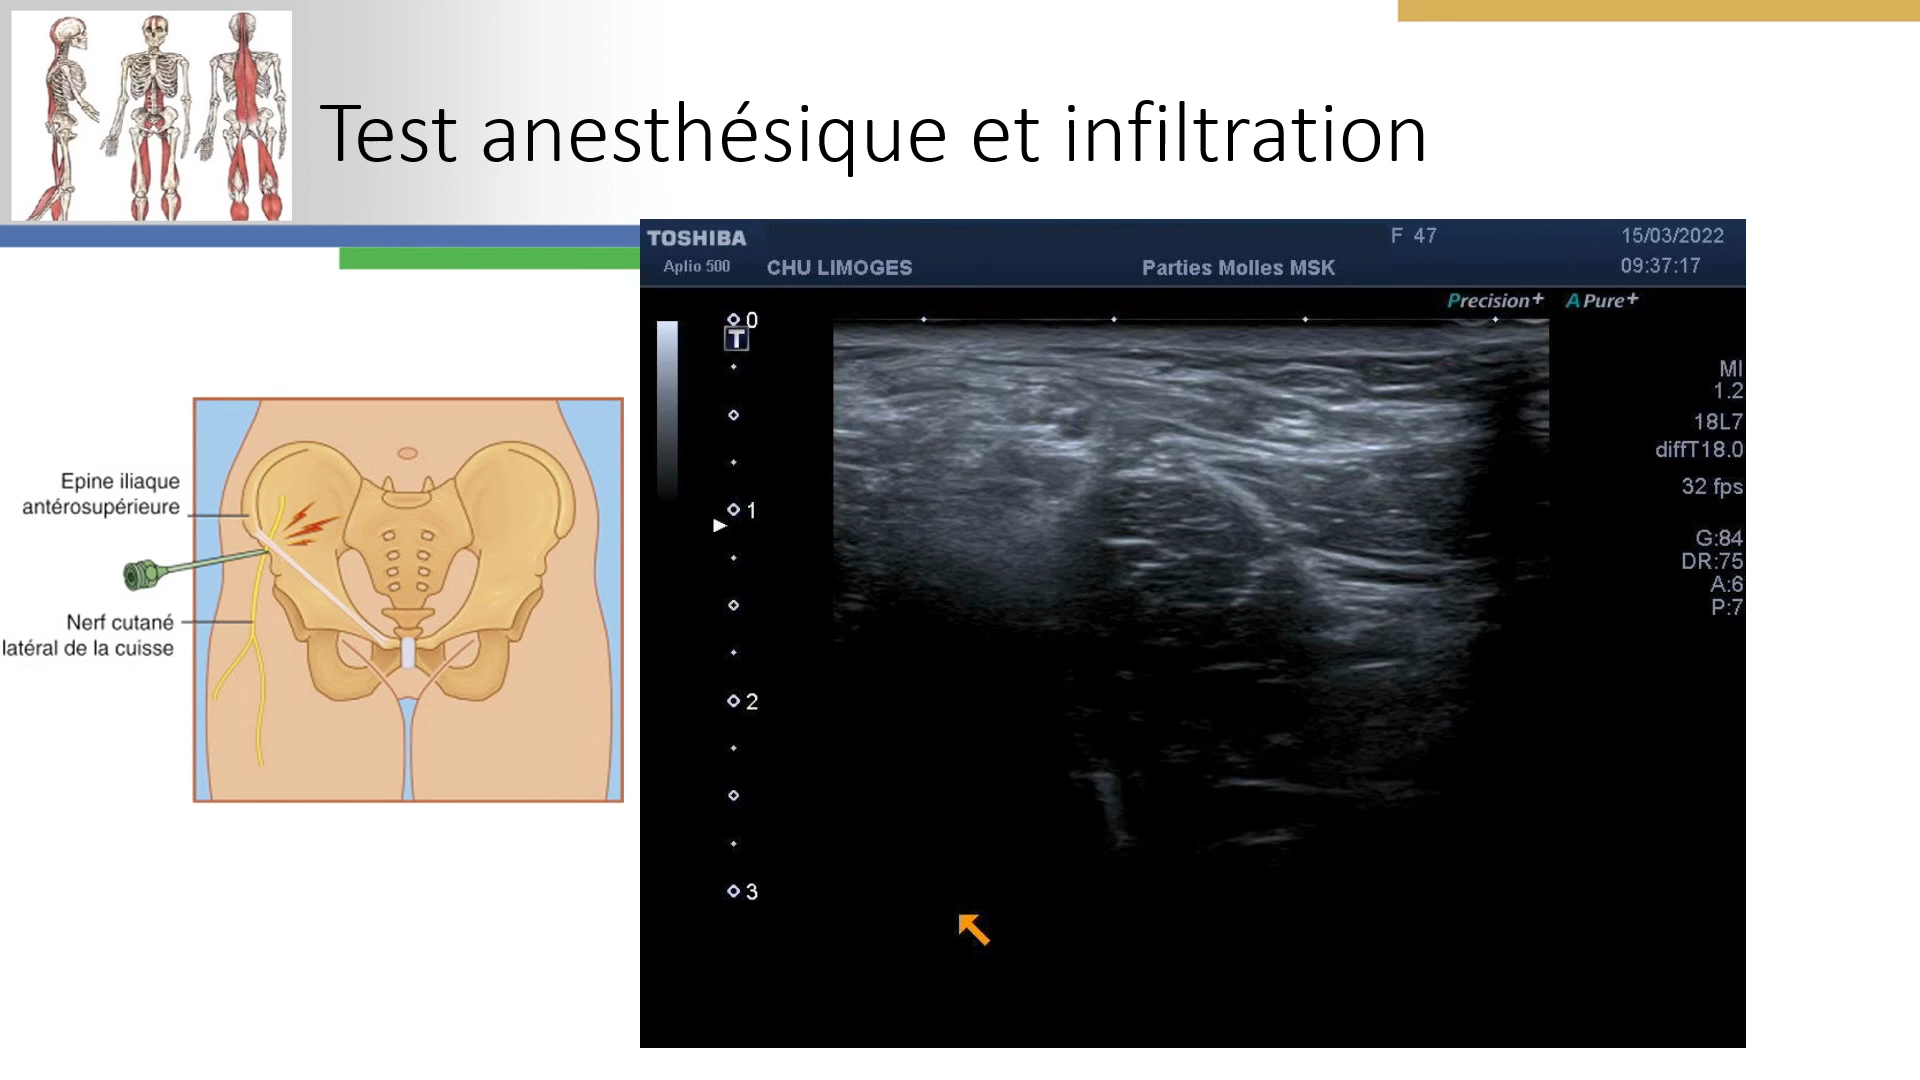 Test anesthésique et infiltration
TOSHIBA
F 47
15/03/2022
Aplio 500
CHU LIMOGES
Parties Molles MSK
09:37:17
Precision+
A Pure+
0
T
1
2
3
MI
1.2
18L7
diffT18.0
32 fps
G:84
DR:75
A:6
P:7
Epine iliaque
antérosupérieure
Nerf cutané
latéral de la cuisse